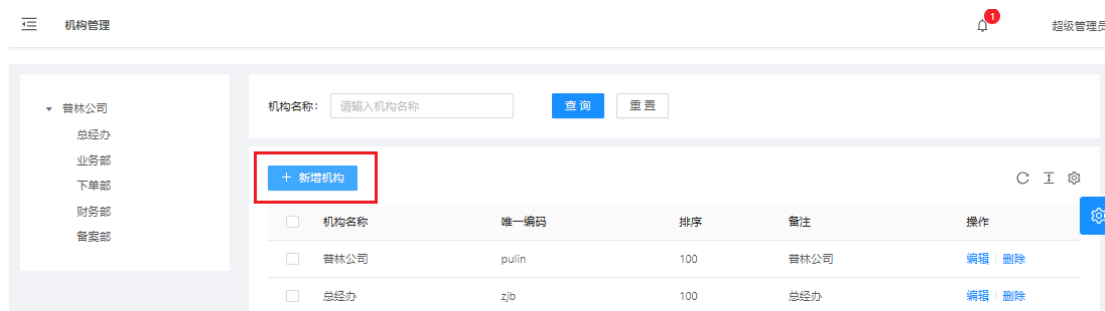 机构管理
1
超级管理员
普林公司
总经办
业务部
下单部
财务部
备案部
机构名称： 请输入机构名称 查询 重置
+ 新增机构
机构名称 唯一编码 排序 备注 操作
普林公司 pulin 100 普林公司 编辑 删除
总经办 zjb 100 总经办 编辑 删除